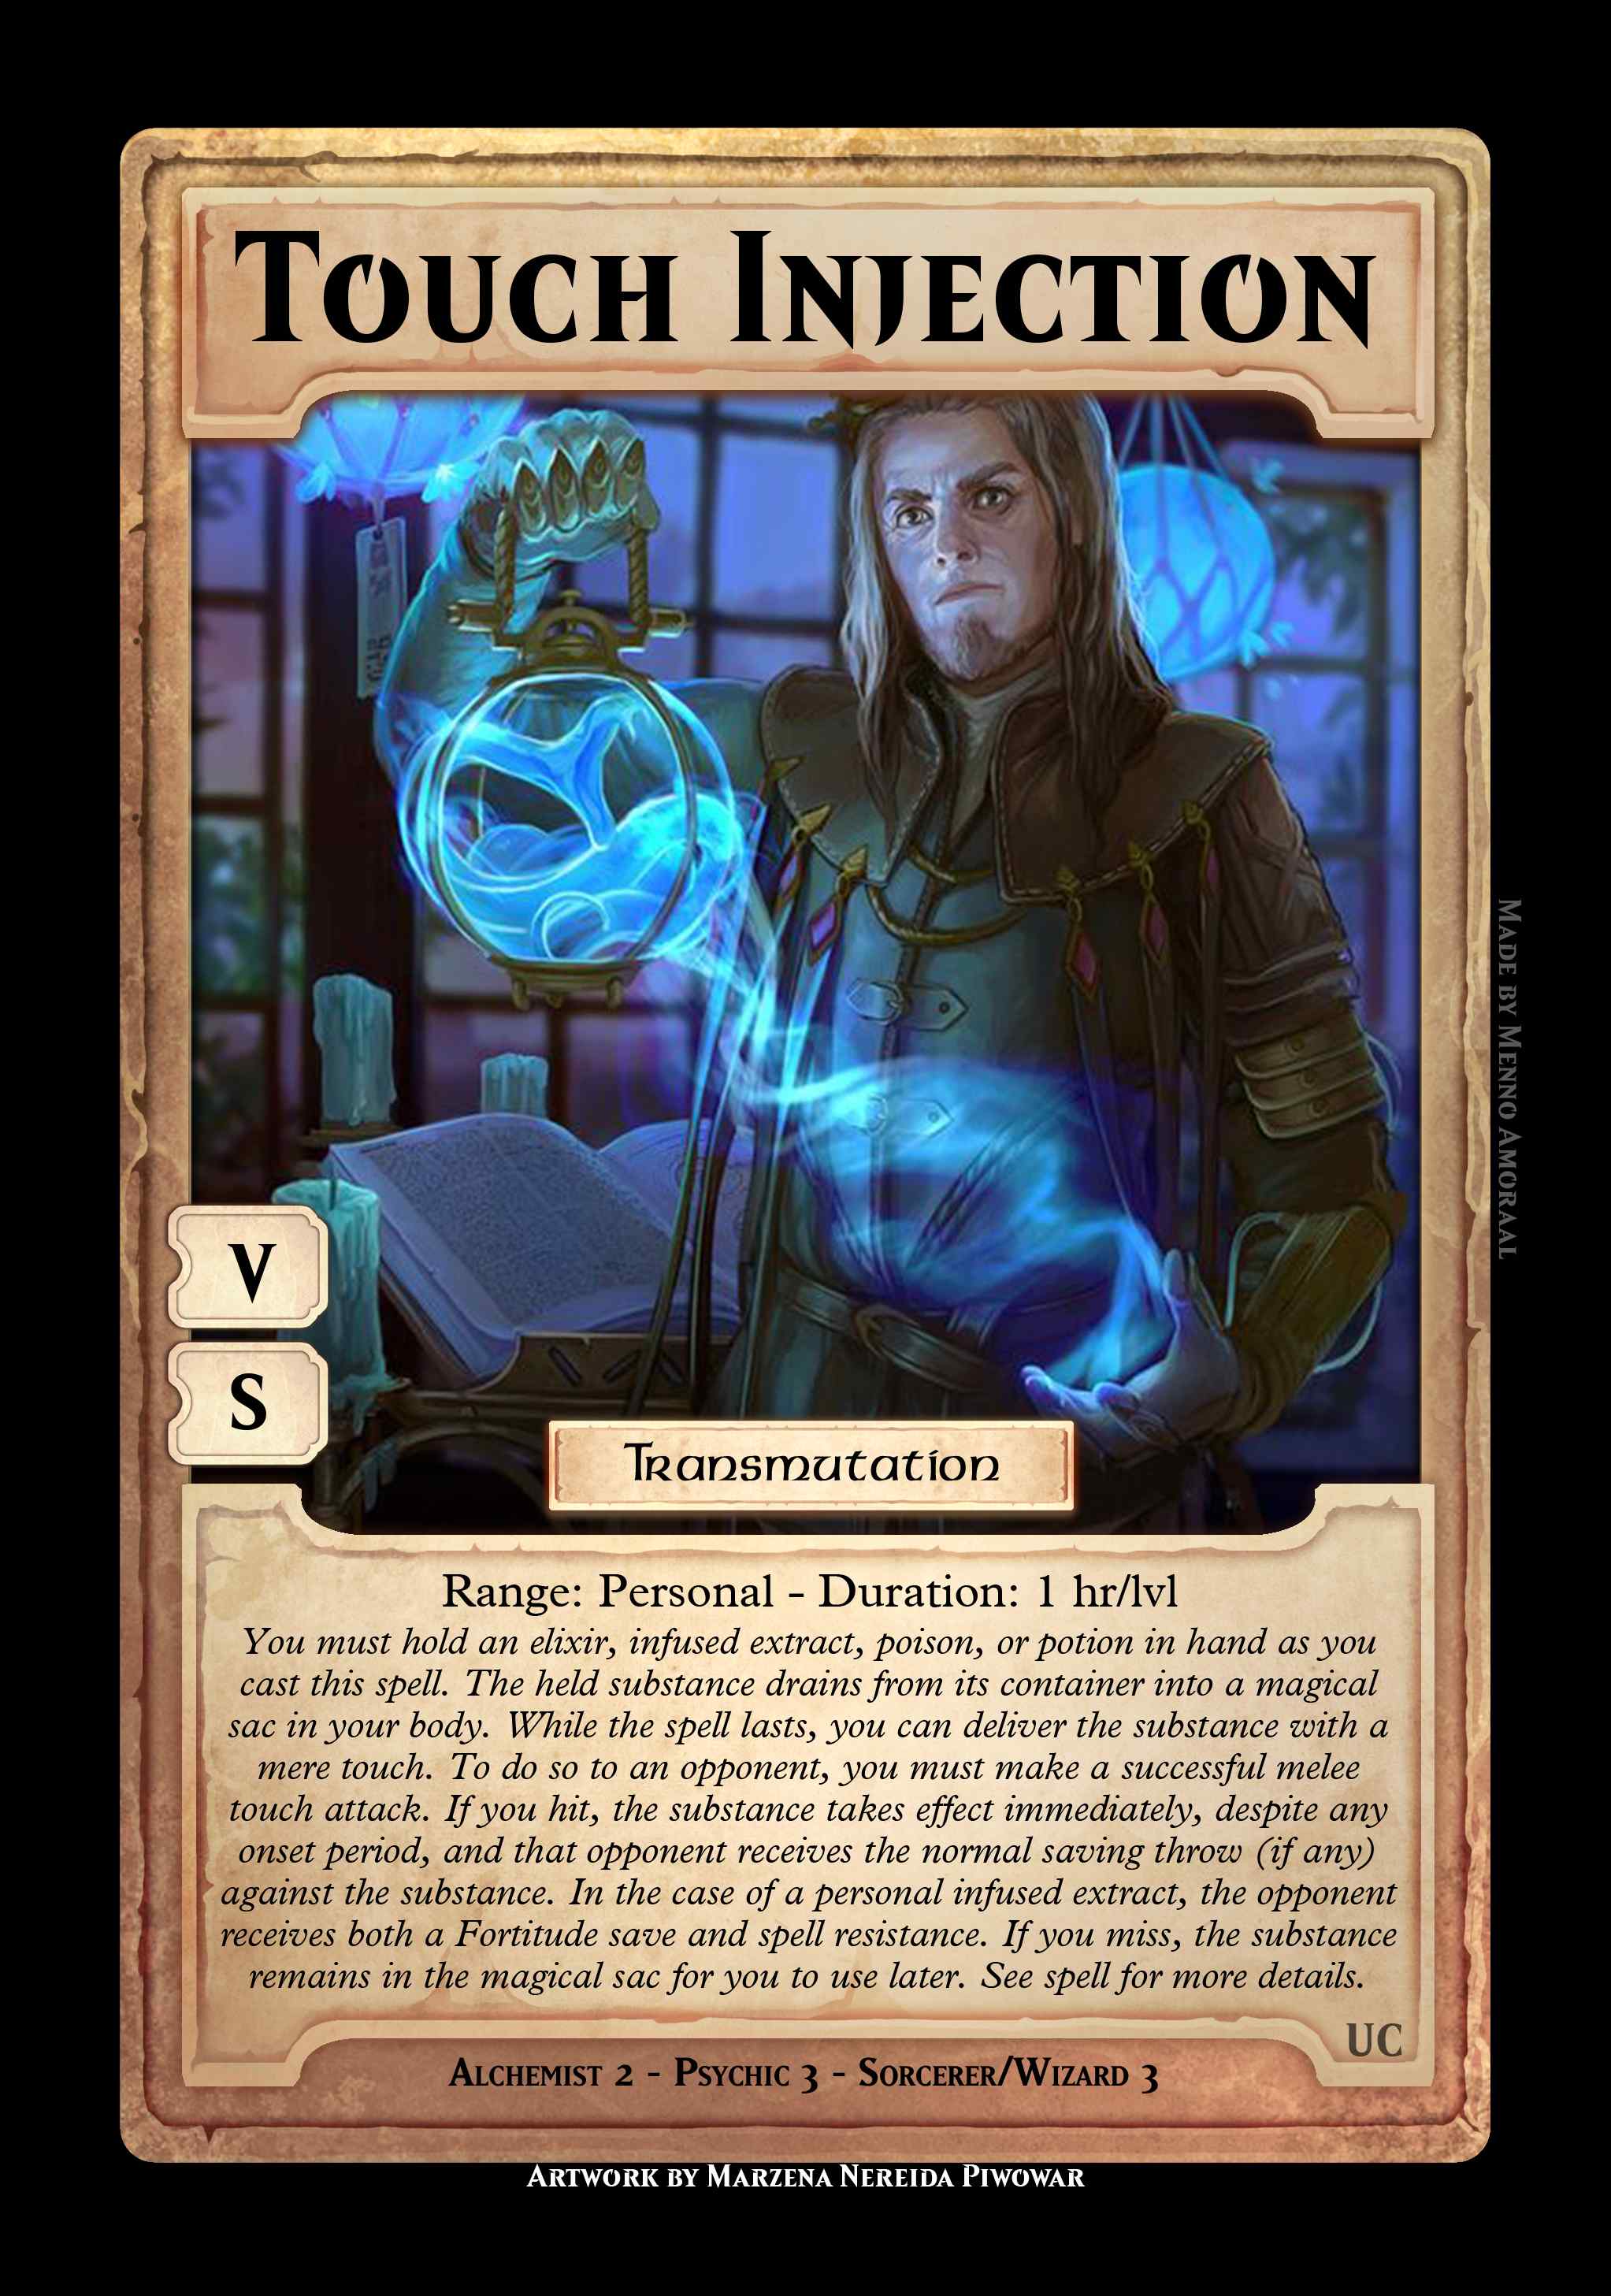 Touch Injection
V
S
Transmutation
Range: Personal - Duration: 1 hr/lvl
You must hold an elixir, infused extract, poison, or potion in hand as you
cast this spell. The held substance drains from its container into a magical
sac in your body. While the spell lasts, you can deliver the substance with a
mere touch. To do so to an opponent, you must make a successful melee
touch attack. If you hit, the substance takes effect immediately, despite any
onset period, and that opponent receives the normal saving throw (if any)
against the substance. In the case of a personal infused extract, the opponent
receives both a Fortitude save and spell resistance. If you miss, the substance
remains in the magical sac for you to use later. See spell for more details.
UC
Alchemist 2 - Psychic 3 - Sorcerer/Wizard 3
Artwork by Marzena Nereida Piwowar
Made by Menno Amoraal